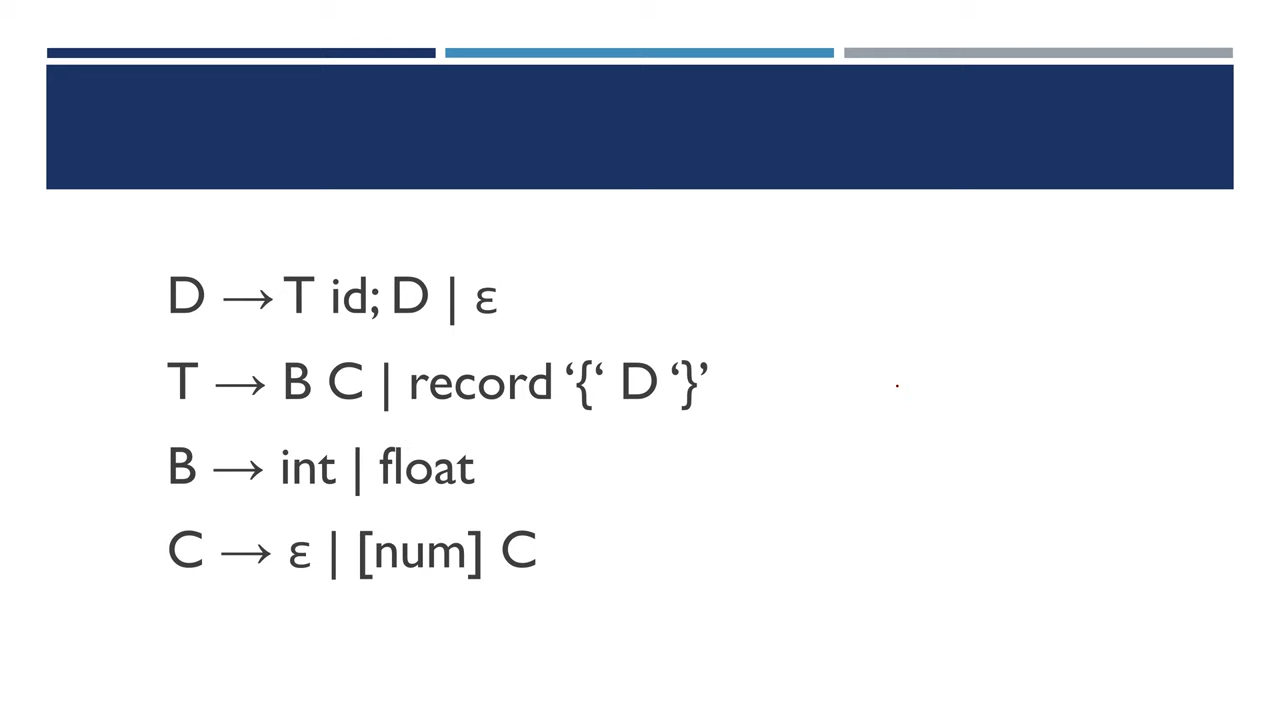 D → T id; D | ε
T → B C | record ‘{‘ D ‘}’
B → int | float
C → ε | [num] C